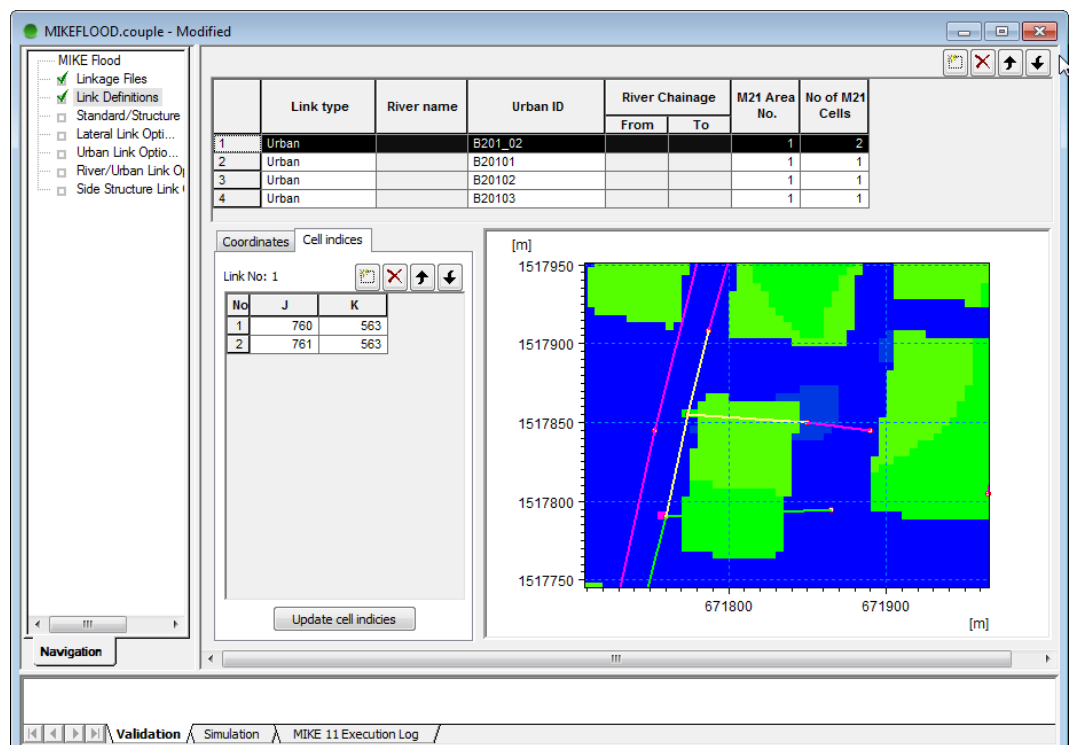 MIKEFLOOD.couple - Modified
MIKE Flood
Linkage Files
Link Definitions
Standard/Structure
Lateral Link Opti...
Urban Link Optio...
River/Urban Link O
Side Structure Link
Navigation
Link type River name Urban ID River Chainage M21 Area No. No of M21 Cells
From To
1 Urban B201_02 1 2
2 Urban B20101 1 1
3 Urban B20102 1 1
4 Urban B20103 1 1
Coordinates Cell indices
Link No: 1
No J K
1 760 563
2 761 563
Update cell indicies
[m]
1517950
1517900
1517850
1517800
1517750
671800 671900
[m]
Validation Simulation MIKE 11 Execution Log